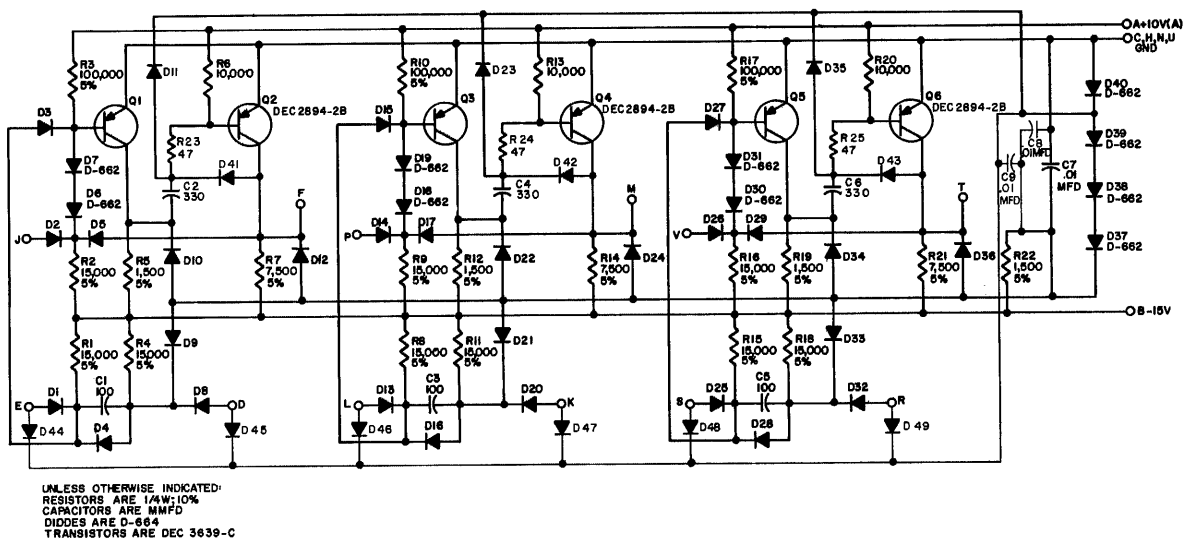 A+10V(A)
C,H,N,U
GND
R3
100,000
5%
D11
R6
10,000
R10
100,000
5%
D23
R13
10,000
R17
100,000
5%
D35
R20
10,000
D3
Q1
Q2
DEC2894-2B
D15
Q3
Q4
DEC2894-2B
D27
Q5
Q6
DEC2894-2B
D40
D-662
D7
D-662
R23
47
D41
D19
D-662
R24
47
D42
D31
D-662
R25
47
D43
C8
.01MFD
C9
.01
MFD
C7
.01
MFD
D39
D-662
D6
D-662
C2
330
F
D18
D-662
C4
330
M
D30
D-662
C6
330
T
D38
D-662
J
D2
D5
P
D14
D17
V
D26
D29
D37
D-662
R2
15,000
5%
R5
1,500
5%
D10
R7
7,500
5%
D12
R9
15,000
5%
R12
1,500
5%
D22
R14
7,500
5%
D24
R16
15,000
5%
R19
1,500
5%
D34
R21
7,500
5%
D36
R22
1,500
5%
B-15V
R1
15,000
5%
R4
15,000
5%
D9
R8
15,000
5%
R11
15,000
5%
D21
R15
15,000
5%
R18
15,000
5%
D33
E
D1
C1
100
D8
D
L
D13
C3
100
D20
K
S
D25
C5
100
D32
R
D44
D4
D45
D46
D16
D47
D48
D28
D49
UNLESS OTHERWISE INDICATED:
RESISTORS ARE 1/4W; 10%
CAPACITORS ARE MMFD
DIODES ARE D-664
TRANSISTORS ARE DEC 3639-C